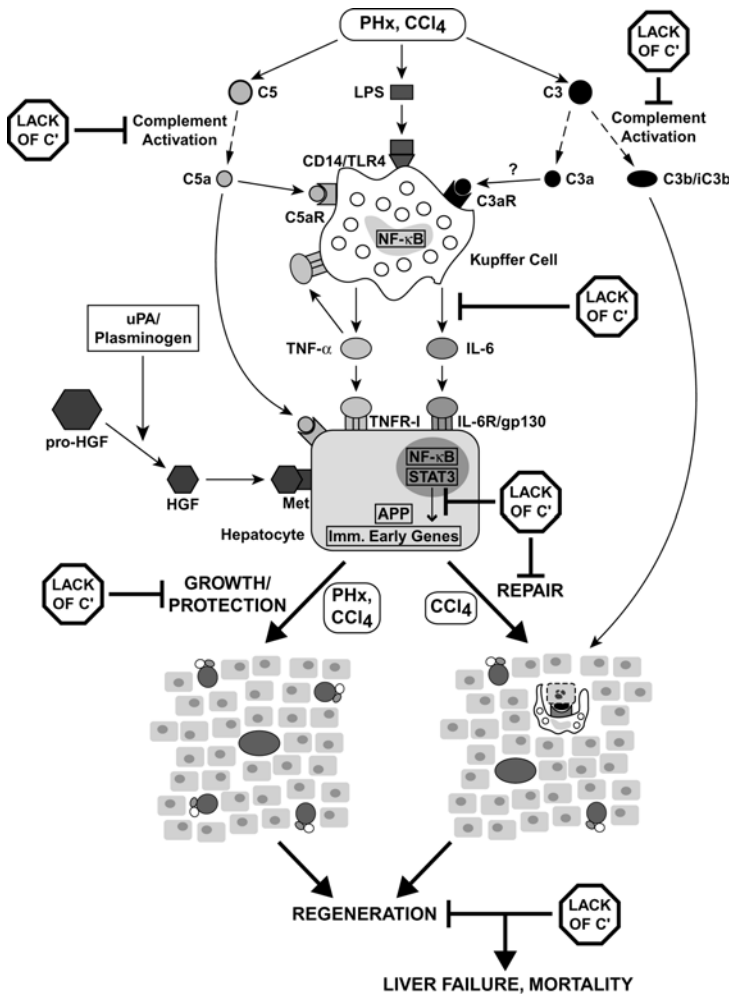 PHx, CCl4
LACK
OF C'
C5
LPS
C3
LACK
OF C'
Complement
Activation
Complement
Activation
CD14/TLR4
C5a
C5aR
?
C3aR
C3a
C3b/iC3b
NF-κB
Kupffer Cell
LACK
OF C'
uPA/
Plasminogen
TNF-α
IL-6
pro-HGF
TNFR-I
IL-6R/gp130
NF-κB
STAT3
HGF
Met
LACK
OF C'
APP
Hepatocyte
Imm. Early Genes
LACK
OF C'
GROWTH/
PROTECTION
PHx,
CCl4
CCl4
REPAIR
REGENERATION
LACK
OF C'
LIVER FAILURE, MORTALITY